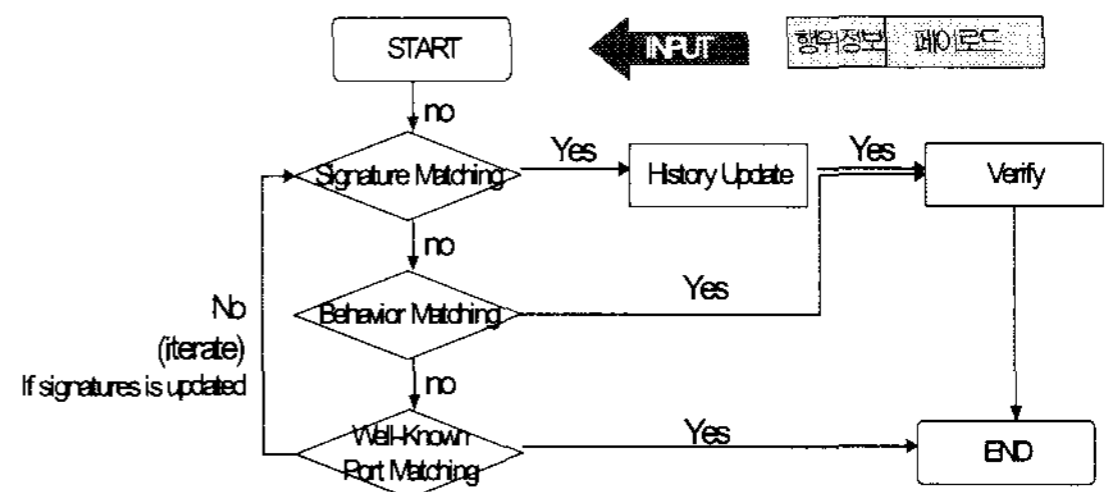 START
INPUT
행위정보
페이로드
no
Signature Matching
Yes
History Update
Yes
Verify
no
Behavior Matching
Yes
No
(iterate)
If signatures is updated
no
Well-Known
Port Matching
Yes
END